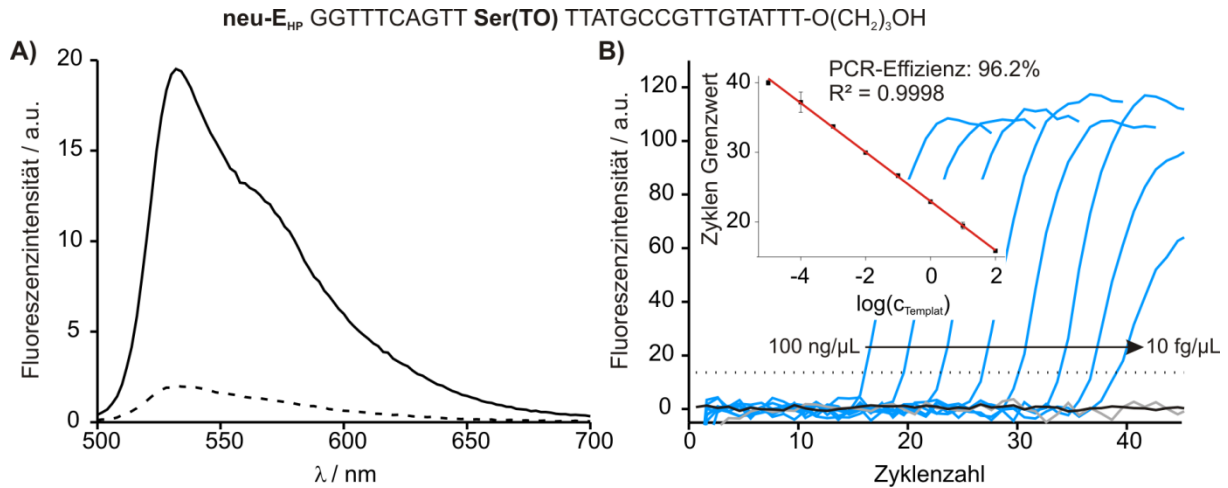 neu-E_HP GGTTTCAGTT Ser(TO) TTATGCCGTTGTATTT-O(CH₂)₃OH
A)
Fluoreszenzintensität / a.u.
20
15
10
5
0
500
550
600
650
700
λ / nm
B)
Fluoreszenzintensität / a.u.
120
100
80
60
40
20
0
0
10
20
30
40
Zyklenzahl
PCR-Effizienz: 96.2%
R² = 0.9998
Zyklen Grenzwert
40
30
20
-4
-2
0
2
log(c_Templat)
100 ng/µL
10 fg/µL